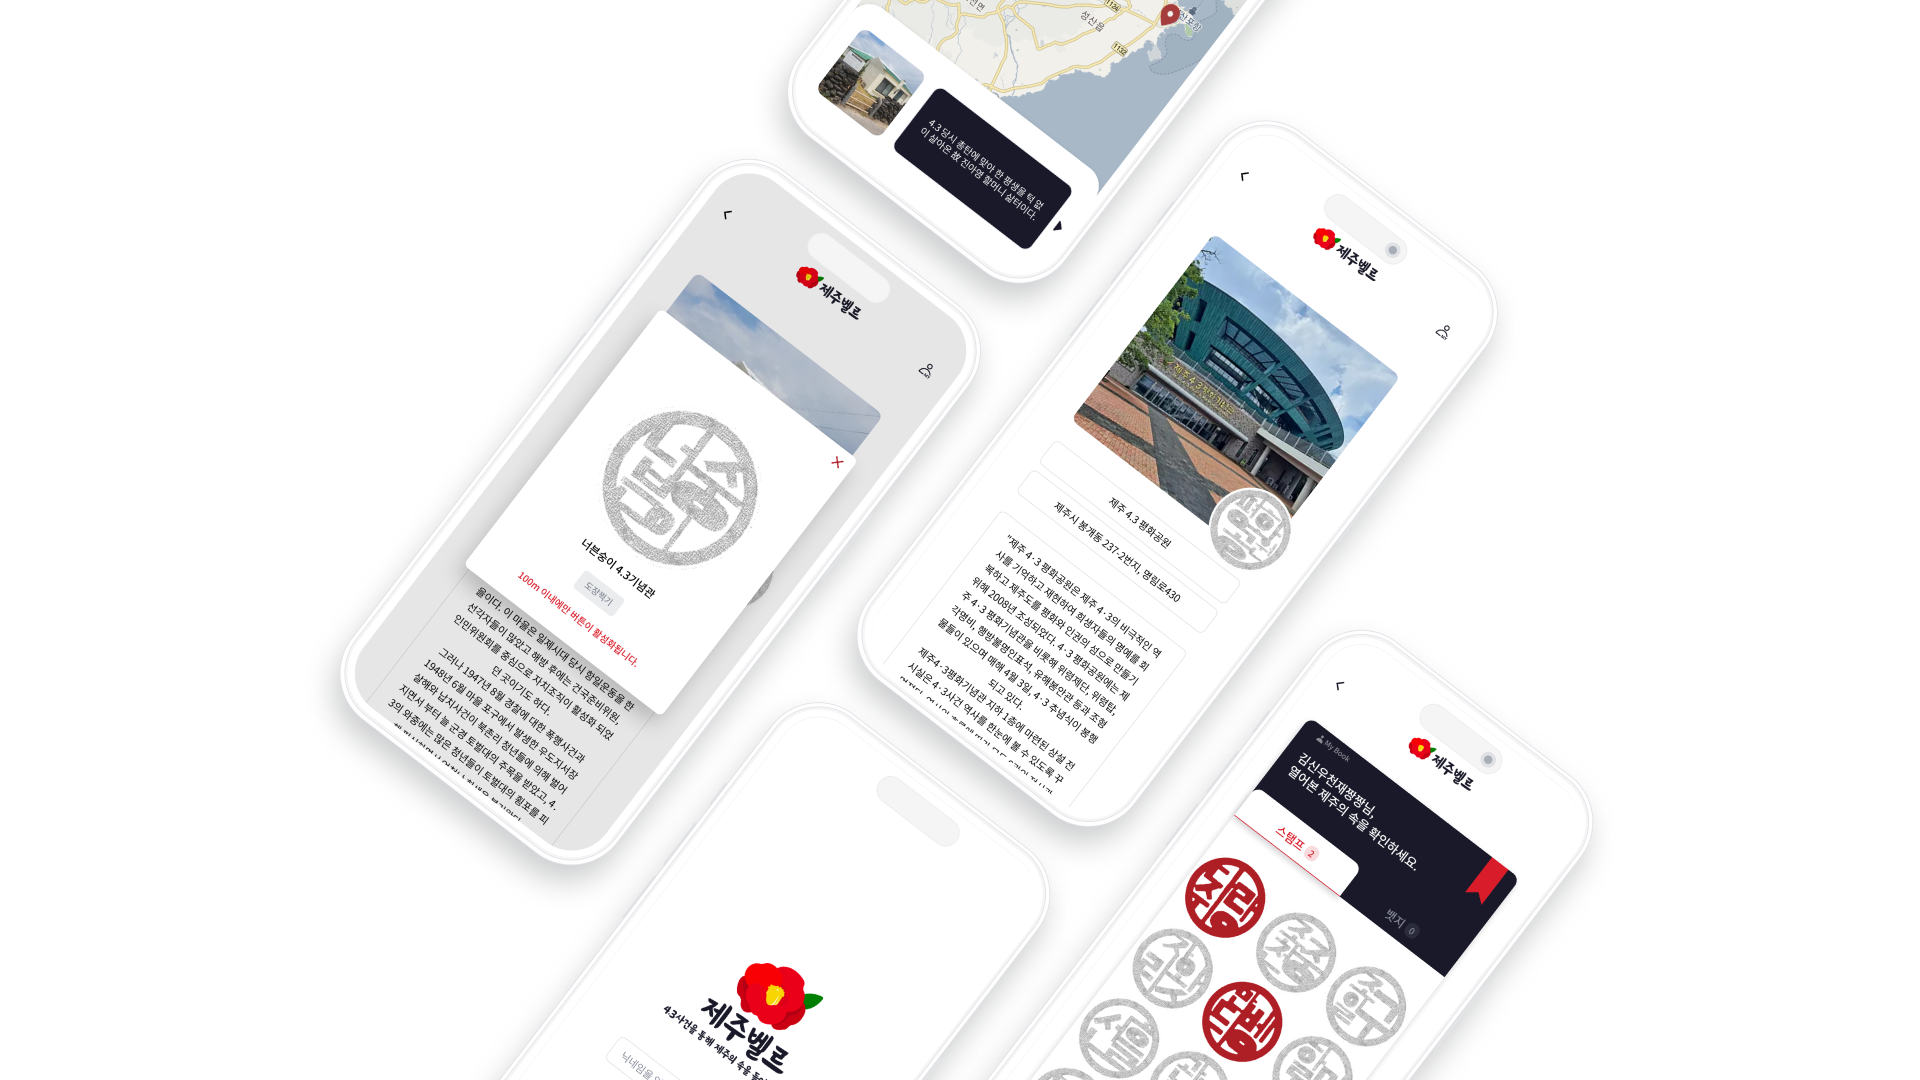 성산읍
1132
4.3 당시 총탄에 맞아 한 평생을 턱 없
이 살아온 故 진아영 할머니 삶터이다.
제주벨르
MY
너븐숭이 4.3기념관
도장찍기
100m 이내에만 버튼이 활성화됩니다.
을이다. 이 마을은 일제시대 당시 항일운동을 한
선각자들이 많았고 해방 후에는 건국준비위원,
인민위원회를 중심으로 자치조직이 활성화 되었
던 곳이기도 하다.
그러나 1947년 8월 경찰에 대한 폭행사건과
1948년 6월 마을 포구에서 발생한 우도지서장
살해와 납치사건이 북촌리 청년들에 의해 벌어
지면서 부터 늘 군경 토벌대의 주목을 받았고, 4.
3의 와중에는 많은 청년들이 토벌대의 횡포를 피
제주벨르
MY
제주4·3평화기념관
제주 4.3 평화공원
제주시 봉개동 237-2번지, 명림로430
"제주 4·3 평화공원은 제주 4·3의 비극적인 역
사를 기억하고 재현하여 희생자들의 명예를 회
복하고 제주도를 평화와 인권의 섬으로 만들기
위해 2008년 조성되었다. 4·3 평화공원에는 제
주 4·3 평화기념관을 비롯해 위령제단, 위령탑,
각명비, 행방불명인표석, 유해봉안관 등과 조형
물들이 있으며 매해 4월 3일, 4·3 추념식이 봉행
되고 있다.
제주4·3평화기념관 지하 1층에 마련된 상설 전
시실은 4·3사건 역사를 한눈에 볼 수 있도록 꾸
제주벨르
4.3사건을 통해 제주의 속을
닉네임을
제주벨르
My Book
김신우천재짱짱님,
열어본 제주의 속을 확인하세요.
스탬프 2
뱃지 0